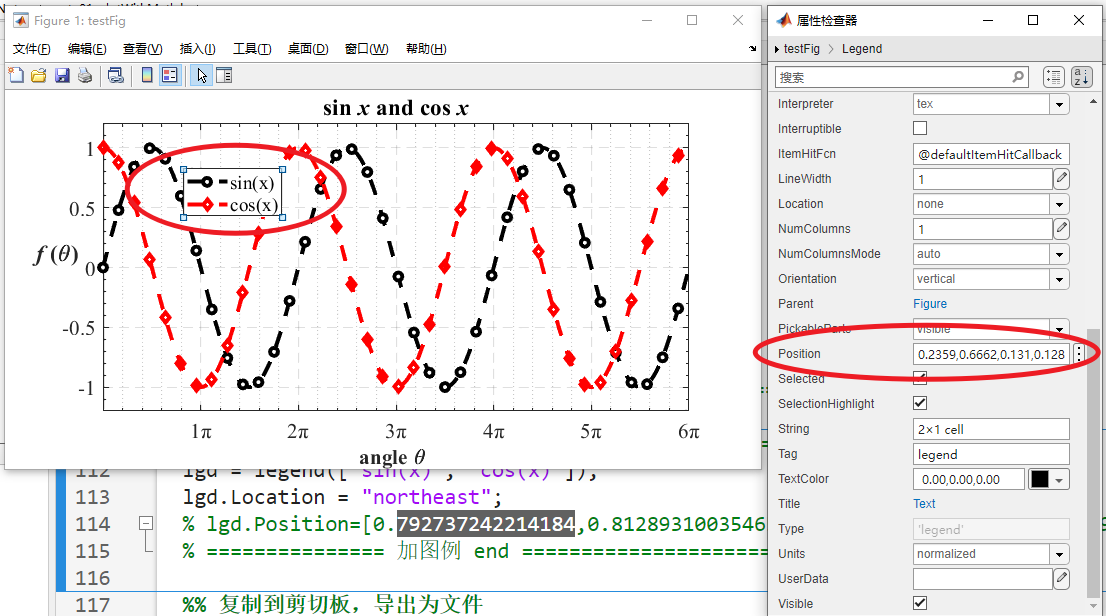 Figure 1: testFig
文件(F) 编辑(E) 查看(V) 插入(I) 工具(T) 桌面(D) 窗口(W) 帮助(H)
sin x and cos x
1
0.5
0
-0.5
-1
f (θ)
sin(x)
cos(x)
1π 2π 3π 4π 5π 6π
angle θ
112 lgd = legend(["sin(x)", "cos(x)"]);
113 lgd.Location = "northeast";
114 % lgd.Position=[0.792737242214184,0.8128931003546
115 % =============== 加图例 end
116
117 %% 复制到剪切板，导出为文件
属性检查器
testFig Legend
搜索
Interpreter tex
Interruptible
ItemHitFcn @defaultItemHitCallback
LineWidth 1
Location none
NumColumns 1
NumColumnsMode auto
Orientation vertical
Parent Figure
PickableParts visible
Position 0.2359,0.6662,0.131,0.128
Selected
SelectionHighlight
String 2×1 cell
Tag legend
TextColor 0.00,0.00,0.00
Title Text
Type 'legend'
Units normalized
UserData
Visible